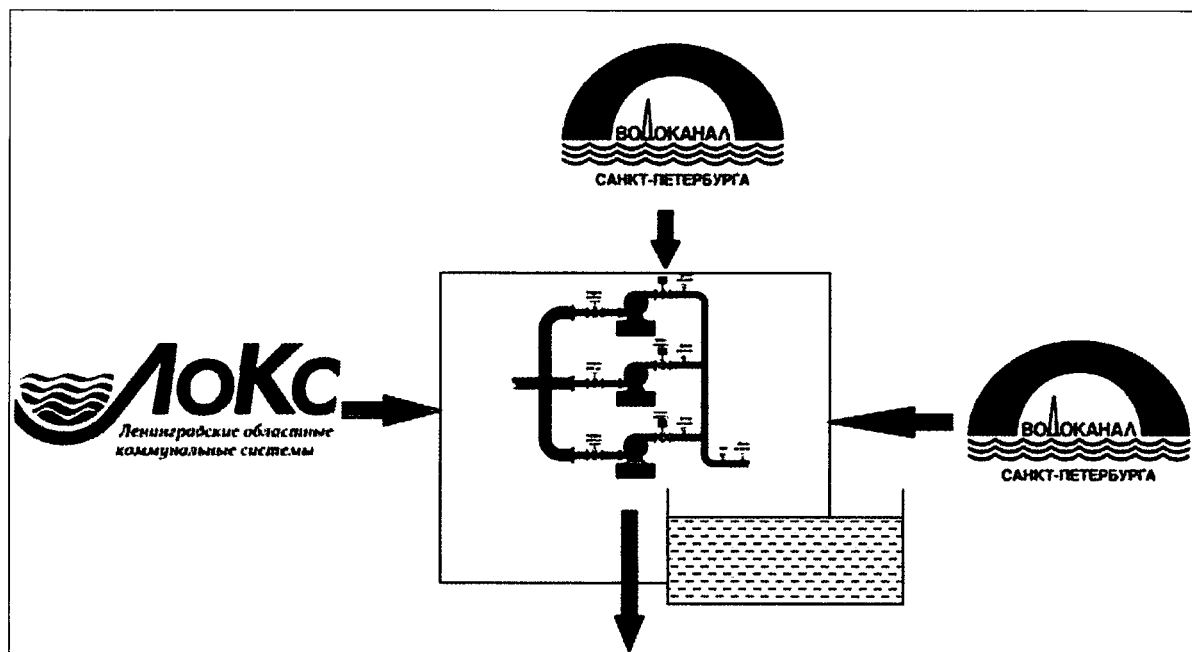 ВОДОКАНАЛ
САНКТ-ПЕТЕРБУРГА
ЛоКс
Ленинградские областные
коммунальные системы
ВОДОКАНАЛ
САНКТ-ПЕТЕРБУРГА